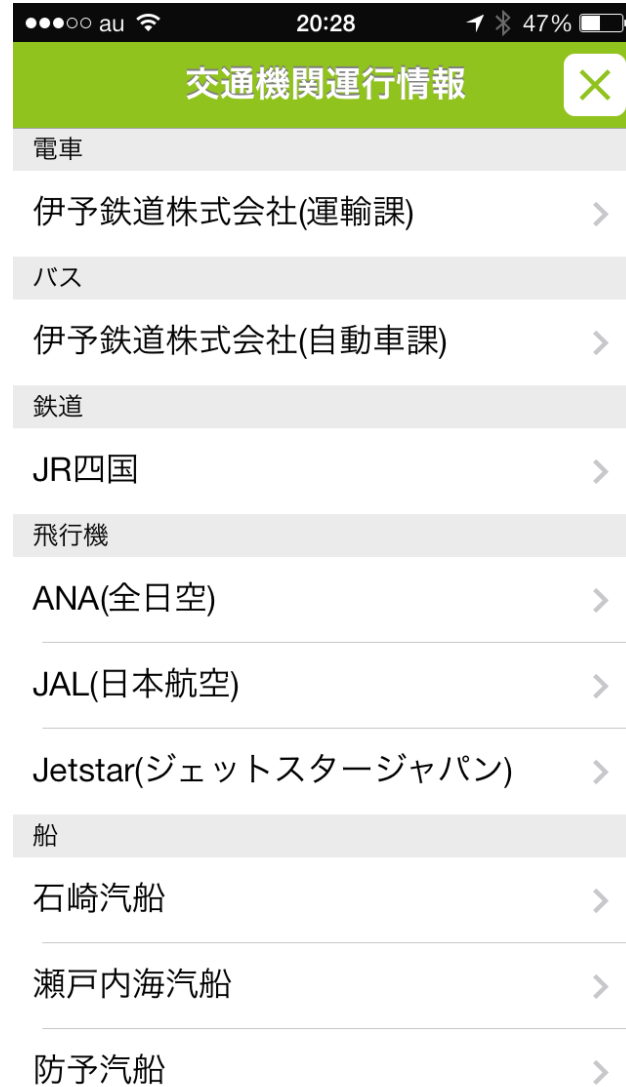 au 20:28 47%
交通機関運行情報
電車
伊予鉄道株式会社(運輸課)
バス
伊予鉄道株式会社(自動車課)
鉄道
JR四国
飛行機
ANA(全日空)
JAL(日本航空)
Jetstar(ジェットスタージャパン)
船
石崎汽船
瀬戸内海汽船
防予汽船